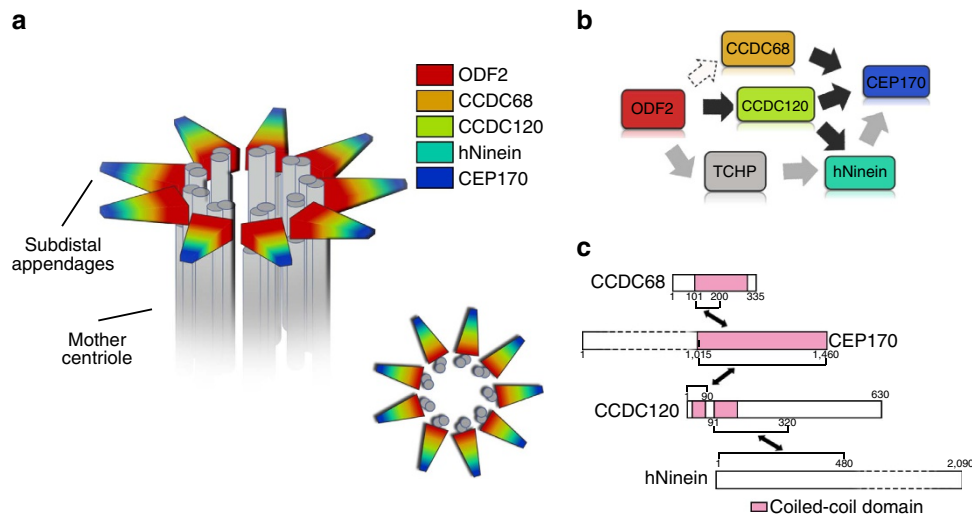 a
ODF2
CCDC68
CCDC120
hNinein
CEP170
Subdistal
appendages
Mother
centriole
b
CCDC68
CEP170
ODF2
CCDC120
TCHP
hNinein
c
CCDC68
1 101 200 335
CEP170
1 1,015 1,460
CCDC120
1 90 630
91 320
hNinein
1 480 2,090
Coiled-coil domain